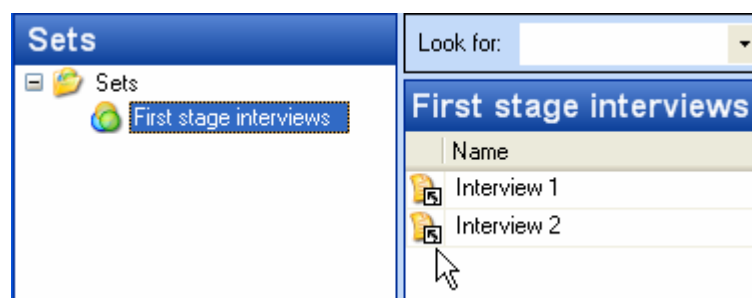 Sets
Sets
First stage interviews
Look for:
First stage interviews
Name
Interview 1
Interview 2